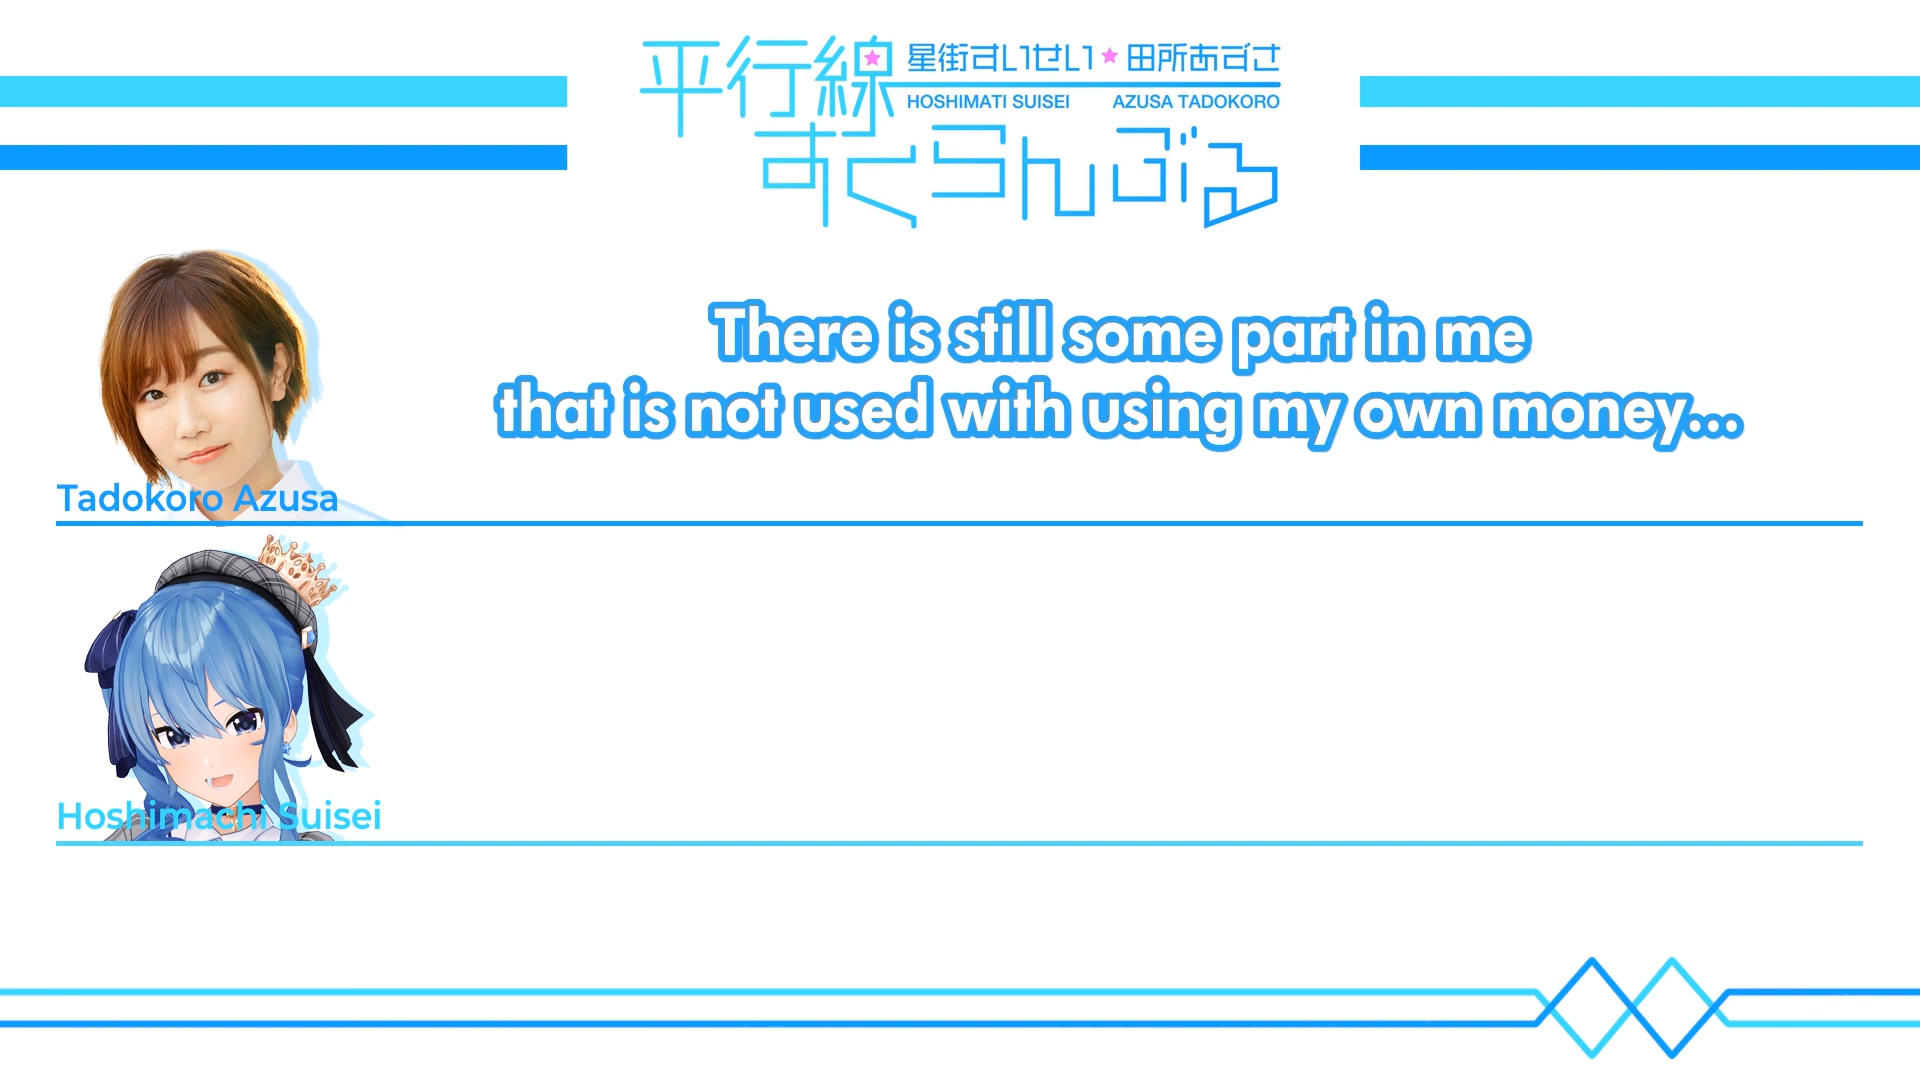 平行線
星街すいせい★田所あずさ
HOSHIMATI SUISEI AZUSA TADOKORO
すくらんぶる
There is still some part in me
that is not used with using my own money...
Tadokoro Azusa
Hoshimachi Suisei